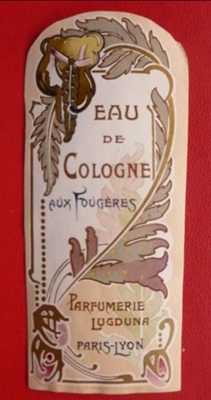 EAU
DE
COLOGNE
AUX FOUGÈRES
PARFUMERIE
LUGDUNA
PARIS-LYON